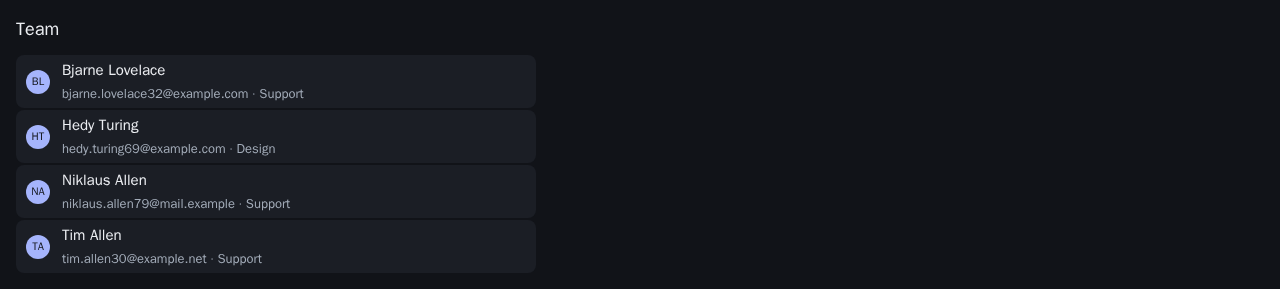 Team
BL
Bjarne Lovelace
bjarne.lovelace32@example.com · Support
HT
Hedy Turing
hedy.turing69@example.com · Design
NA
Niklaus Allen
niklaus.allen79@mail.example · Support
TA
Tim Allen
tim.allen30@example.net · Support